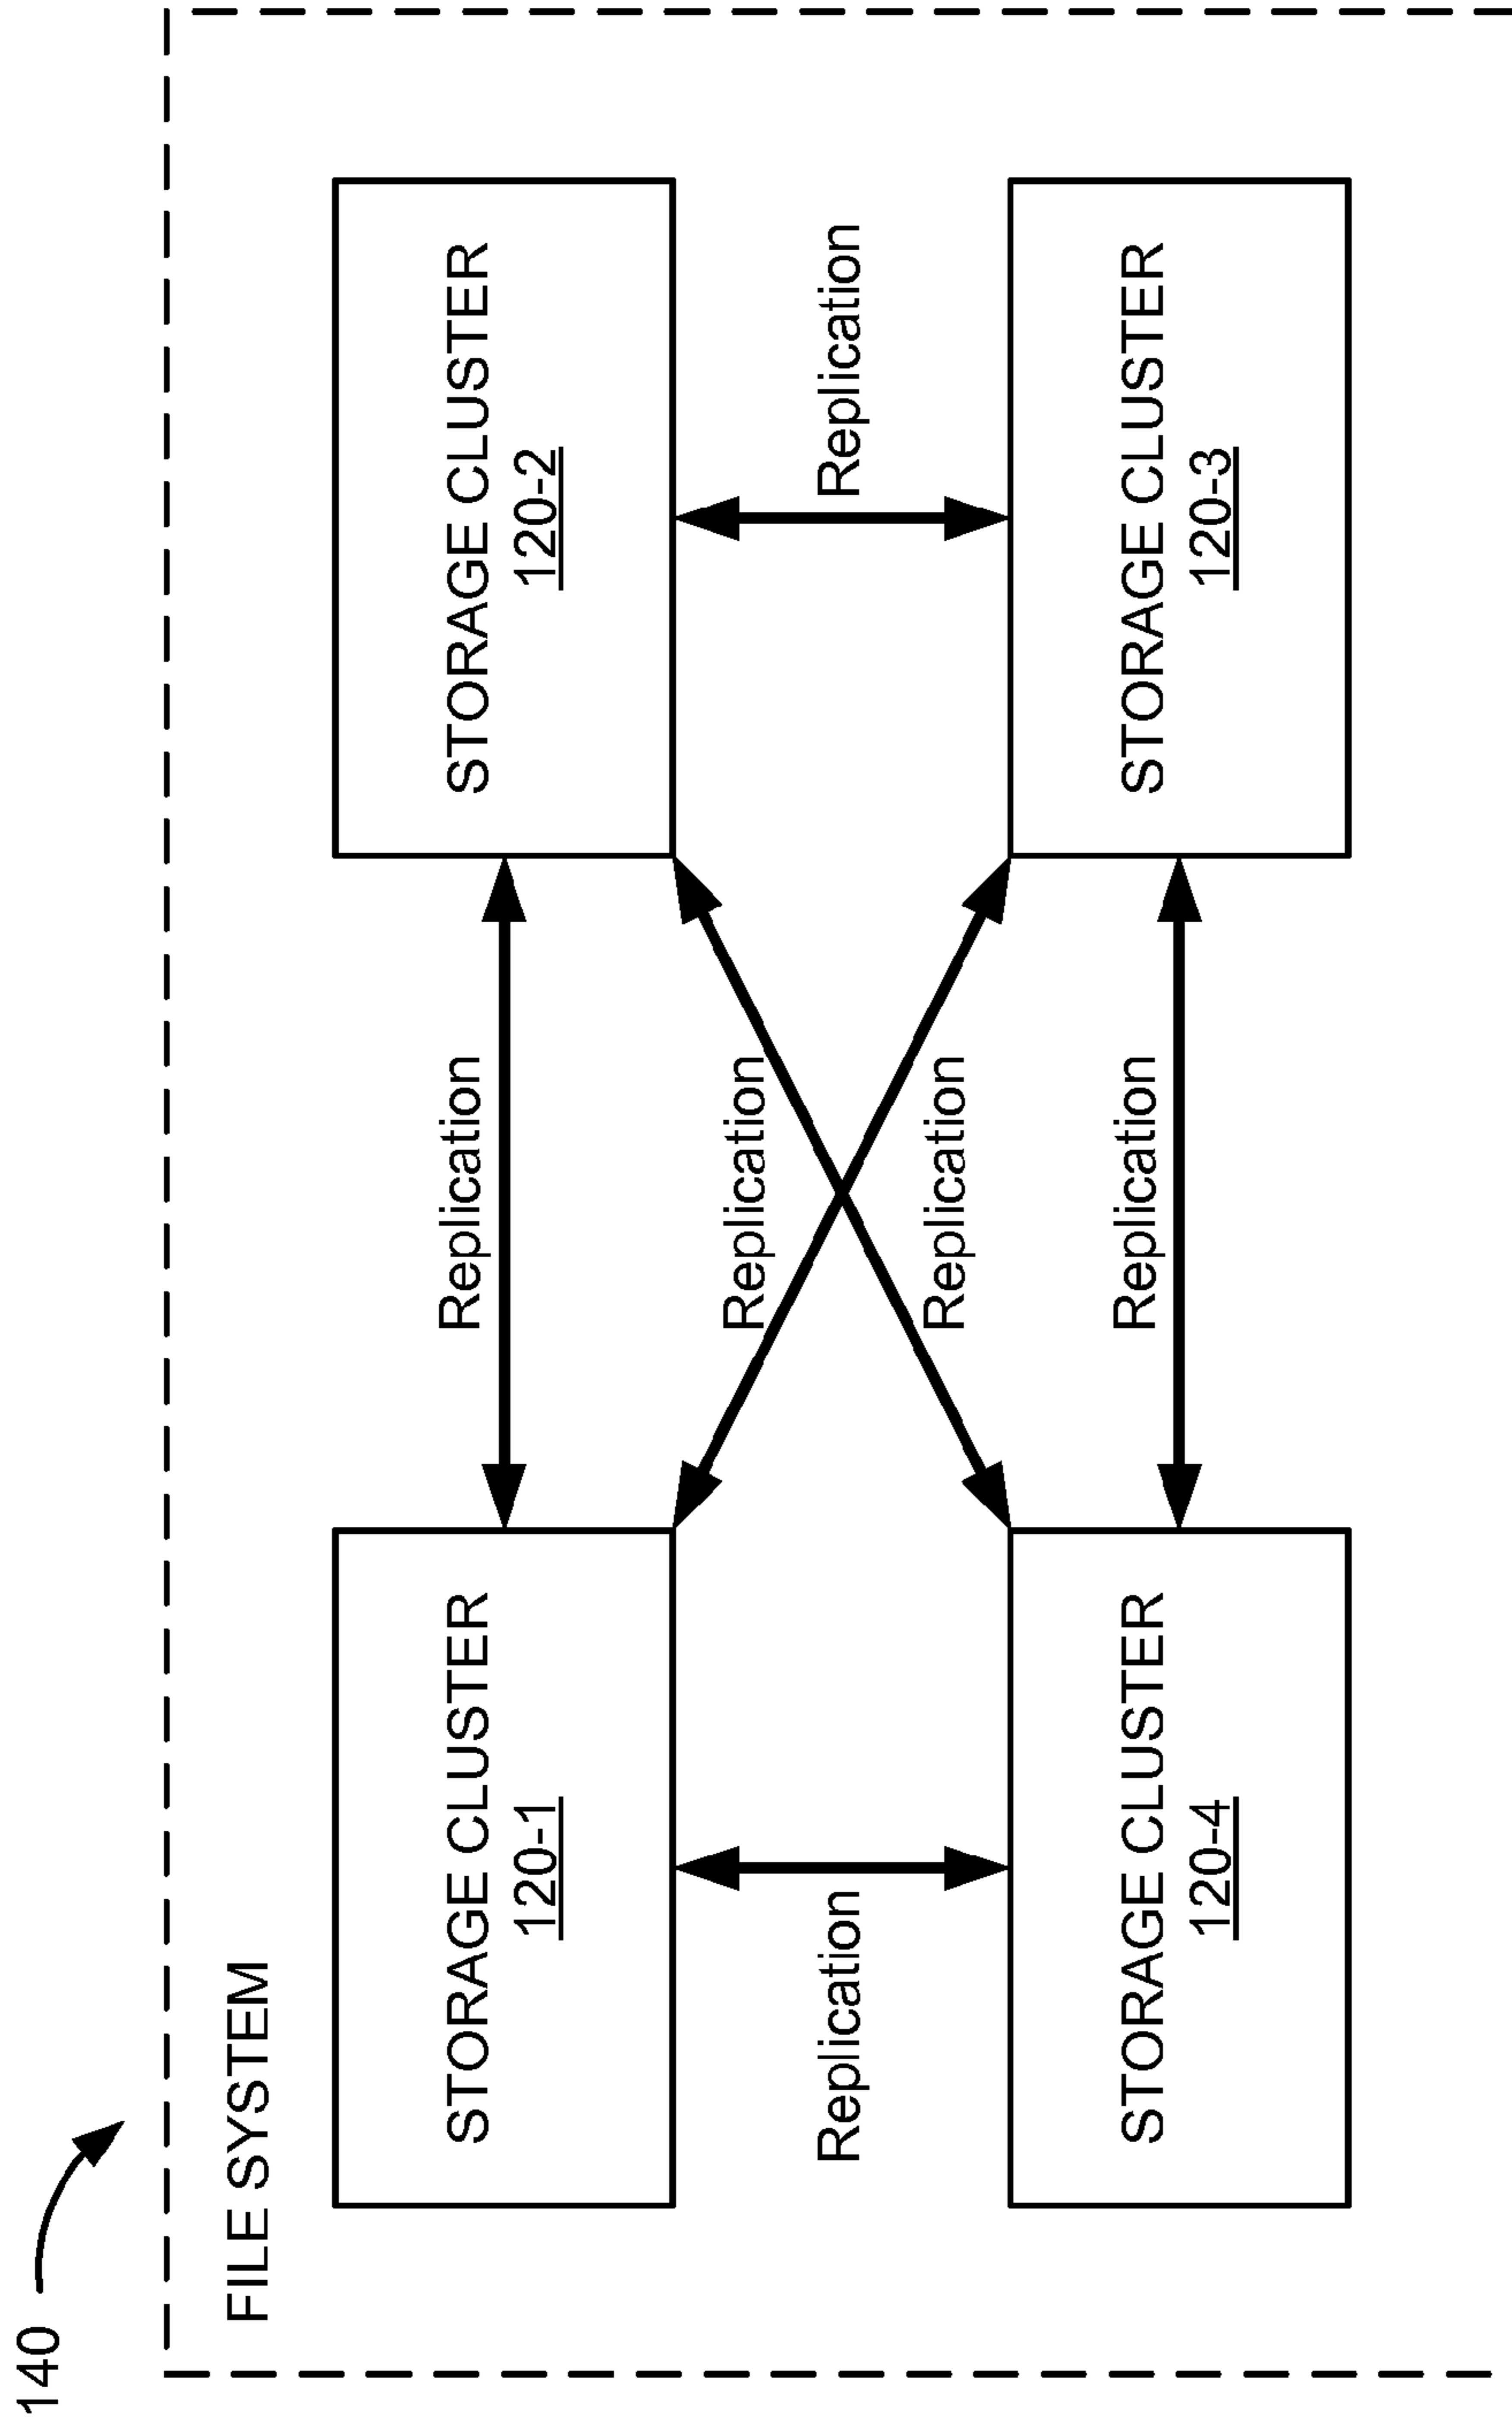 140
FILE SYSTEM
STORAGE CLUSTER
120-1
Replication
STORAGE CLUSTER
120-2
Replication
Replication
Replication
Replication
STORAGE CLUSTER
120-4
Replication
STORAGE CLUSTER
120-3